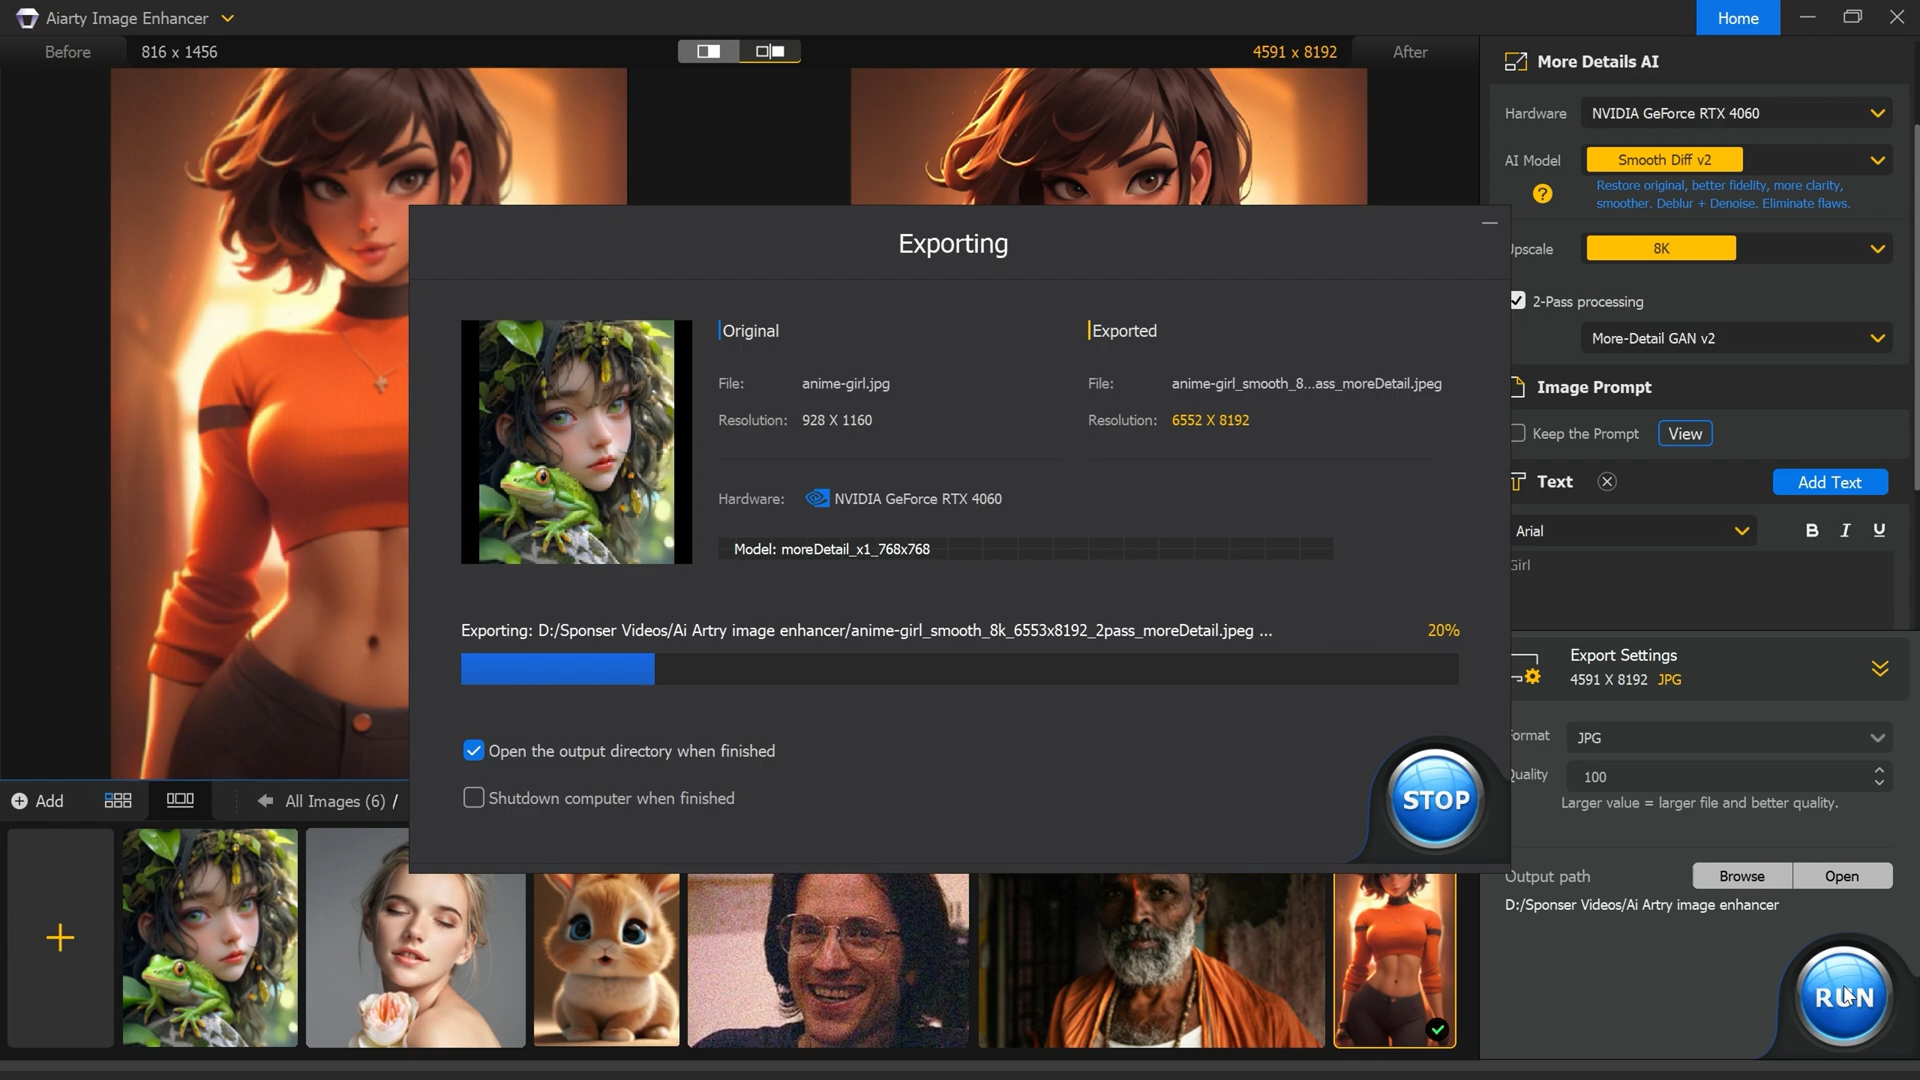 Aiarty Image Enhancer
Home
Before
816 x 1456
4591 x 8192
After
More Details AI
Hardware
NVIDIA GeForce RTX 4060
AI Model
Smooth Diff v2
?
Restore original, better fidelity, more clarity,
smoother. Deblur + Denoise. Eliminate flaws.
Upscale
8K
2-Pass processing
More-Detail GAN v2
Image Prompt
Keep the Prompt
View
Text
Add Text
Arial
B I U
Girl
Export Settings
4591 X 8192 JPG
Format
JPG
Quality
100
Larger value = larger file and better quality.
Output path
Browse
Open
D:/Sponser Videos/Ai Artry image enhancer
RUN
Exporting
Original
Exported
File: anime-girl.jpg
File: anime-girl_smooth_8...ass_moreDetail.jpeg
Resolution: 928 X 1160
Resolution: 6552 X 8192
Hardware: NVIDIA GeForce RTX 4060
Model: moreDetail_x1_768x768
Exporting: D:/Sponser Videos/Ai Artry image enhancer/anime-girl_smooth_8k_6553x8192_2pass_moreDetail.jpeg ...
20%
Open the output directory when finished
Shutdown computer when finished
STOP
Add
All Images (6) /